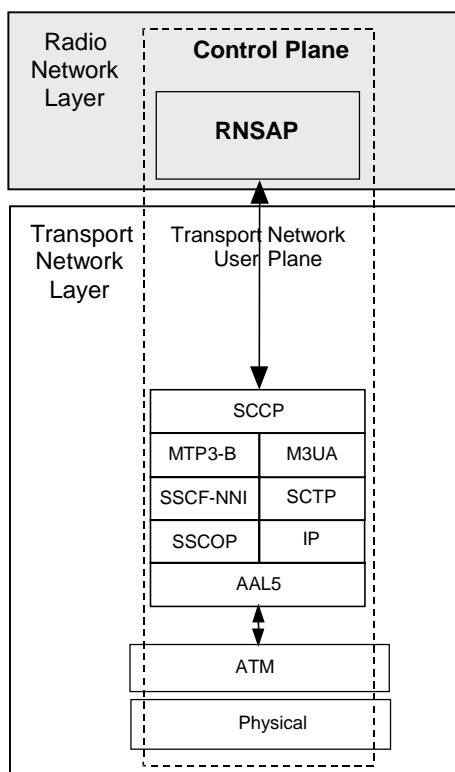 Radio
Network
Layer
Control Plane
RNSAP
Transport
Network
Layer
Transport Network
User Plane
SCCP
MTP3-B
M3UA
SSCF-NNI
SCTP
SSCOP
IP
AAL5
ATM
Physical